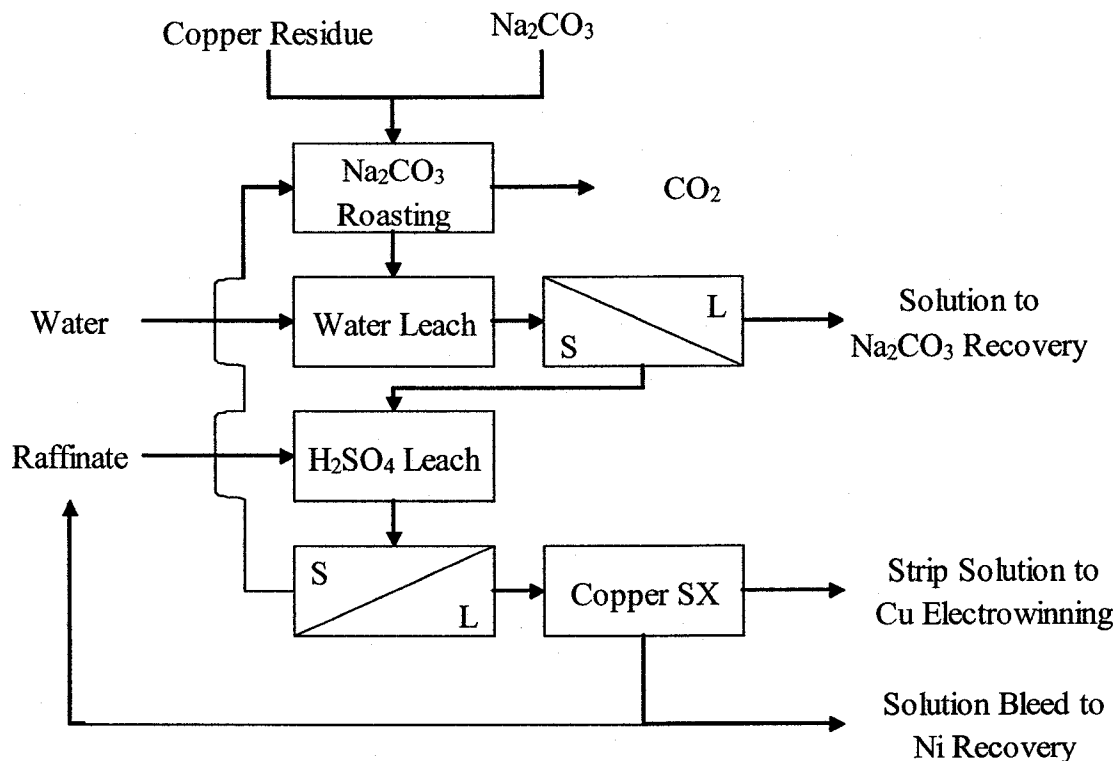 Copper Residue
Na₂CO₃
Na₂CO₃
Roasting
CO₂
Water
Water Leach
S
L
Solution to
Na₂CO₃ Recovery
Raffinate
H₂SO₄ Leach
S
L
Copper SX
Strip Solution to
Cu Electrowinning
Solution Bleed to
Ni Recovery